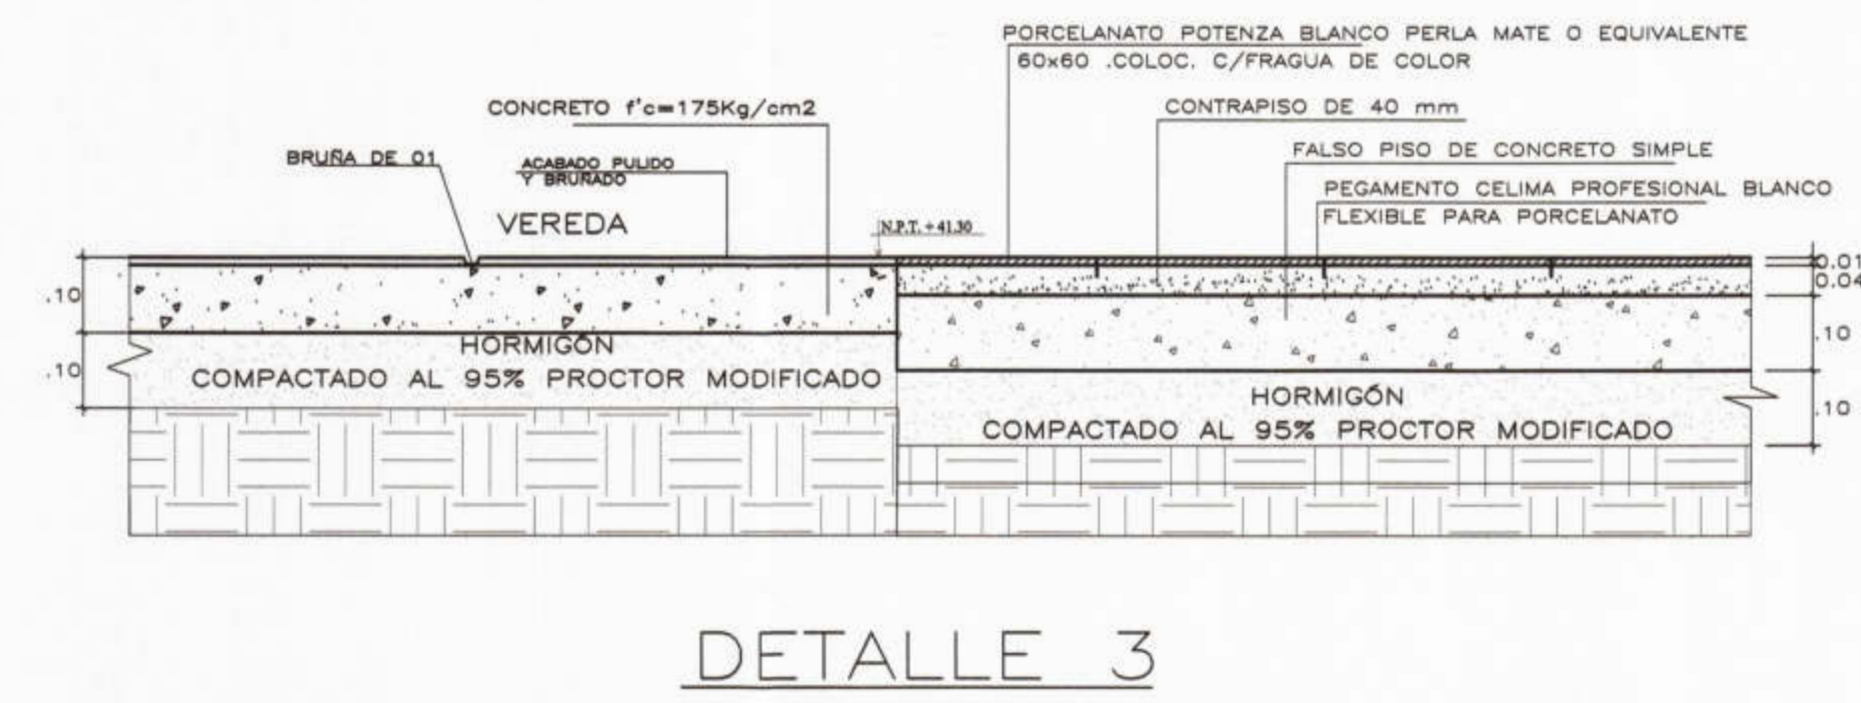 PORCELANATO POTENZA BLANCO PERLA MATE O EQUIVALENTE
60x60 .COLOC. C/FRAGUA DE COLOR
CONCRETO f'c=175Kg/cm2
CONTRAPISO DE 40 mm
BRUÑA DE 01
ACABADO PULIDO
Y BRUÑADO
FALSO PISO DE CONCRETO SIMPLE
PEGAMENTO CELIMA PROFESIONAL BLANCO
FLEXIBLE PARA PORCELANATO
VEREDA
N.P.T. +41.30
0.01
0.04
.10
.10
.10
.10
HORMIGÓN
COMPACTADO AL 95% PROCTOR MODIFICADO
HORMIGÓN
COMPACTADO AL 95% PROCTOR MODIFICADO
DETALLE 3